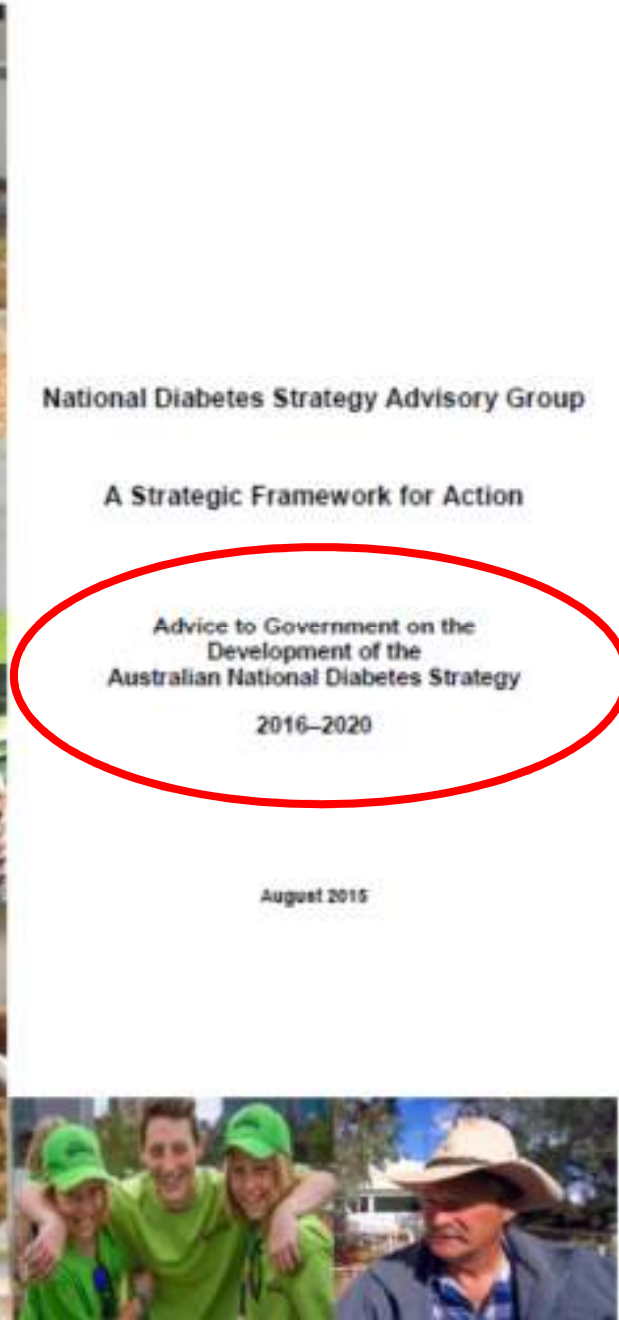 National Diabetes Strategy Advisory Group
A Strategic Framework for Action
Advice to Government on the
Development of the
Australian National Diabetes Strategy
2016–2020
August 2015